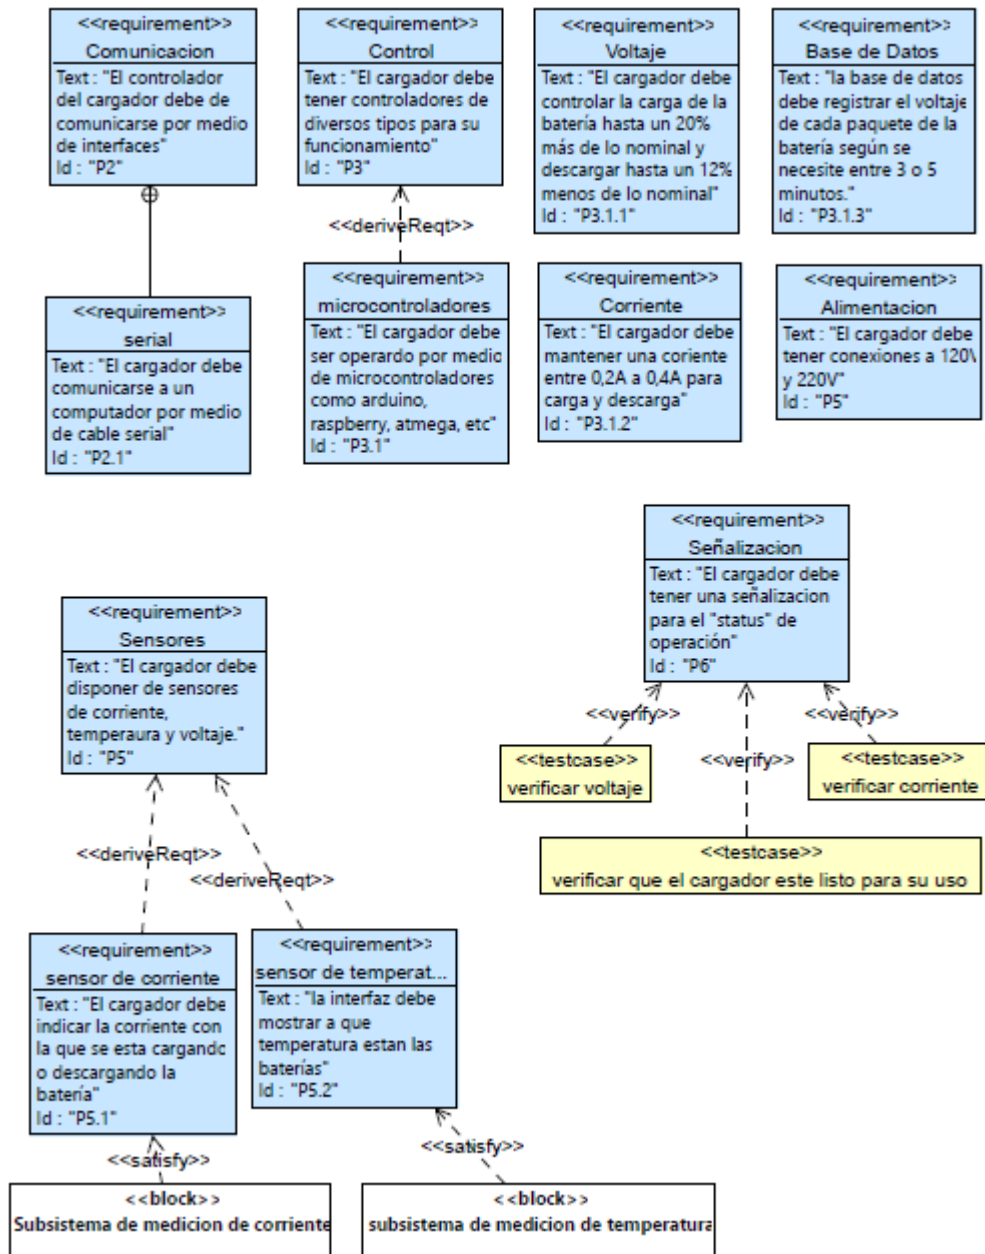 <<requirement>>
Comunicacion
Text : "El controlador
del cargador debe de
comunicarse por medio
de interfaces"
Id : "P2"
<<requirement>>
Control
Text : "El cargador debe
tener controladores de
diversos tipos para su
funcionamiento"
Id : "P3"
<<requirement>>
Voltaje
Text : "El cargador debe
controlar la carga de la
batería hasta un 20%
más de lo nominal y
descargar hasta un 12%
menos de lo nominal"
Id : "P3.1.1"
<<requirement>>
Base de Datos
Text : "la base de datos
debe registrar el voltaje
de cada paquete de la
batería según se
necesite entre 3 o 5
minutos."
Id : "P3.1.3"
<<deriveReqt>>
<<requirement>>
serial
Text : "El cargador debe
comunicarse a un
computador por medio
de cable serial"
Id : "P2.1"
<<requirement>>
microcontroladores
Text : "El cargador debe
ser operardo por medio
de microcontroladores
como arduino,
raspberry, atmega, etc"
Id : "P3.1"
<<requirement>>
Corriente
Text : "El cargador debe
mantener una coriente
entre 0,2A a 0,4A para
carga y descarga"
Id : "P3.1.2"
<<requirement>>
Alimentacion
Text : "El cargador debe
tener conexiones a 120V
y 220V"
Id : "P5"
<<requirement>>
Señalizacion
Text : "El cargador debe
tener una señalizacion
para el "status" de
operación"
Id : "P6"
<<requirement>>
Sensores
Text : "El cargador debe
disponer de sensores
de corriente,
temperaura y voltaje."
Id : "P5"
<<verify>>
<<verify>>
<<verify>>
<<testcase>>
verificar voltaje
<<testcase>>
verificar corriente
<<testcase>>
verificar que el cargador este listo para su uso
<<deriveReqt>>
<<deriveReqt>>
<<requirement>>
sensor de corriente
Text : "El cargador debe
indicar la corriente con
la que se esta cargando
o descargando la
batería"
Id : "P5.1"
<<requirement>>
sensor de temperat...
Text : "la interfaz debe
mostrar a que
temperatura estan las
baterías"
Id : "P5.2"
<<satisfy>>
<<satisfy>>
<<block>>
Subsistema de medicion de corriente
<<block>>
subsistema de medicion de temperatura